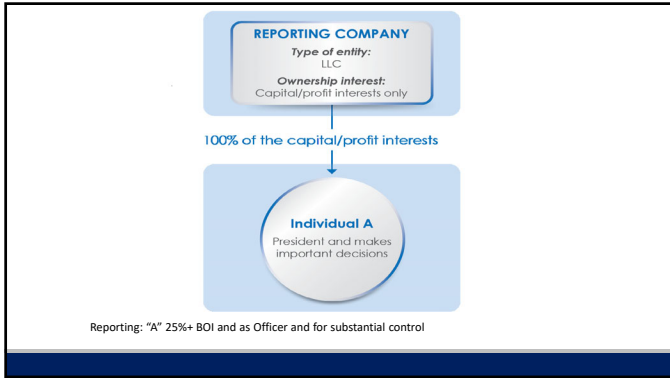 REPORTING COMPANY
Type of entity:
LLC
Ownership interest:
Capital/profit interests only
100% of the capital/profit interests
Individual A
President and makes
important decisions
Reporting: “A” 25%+ BOI and as Officer and for substantial control